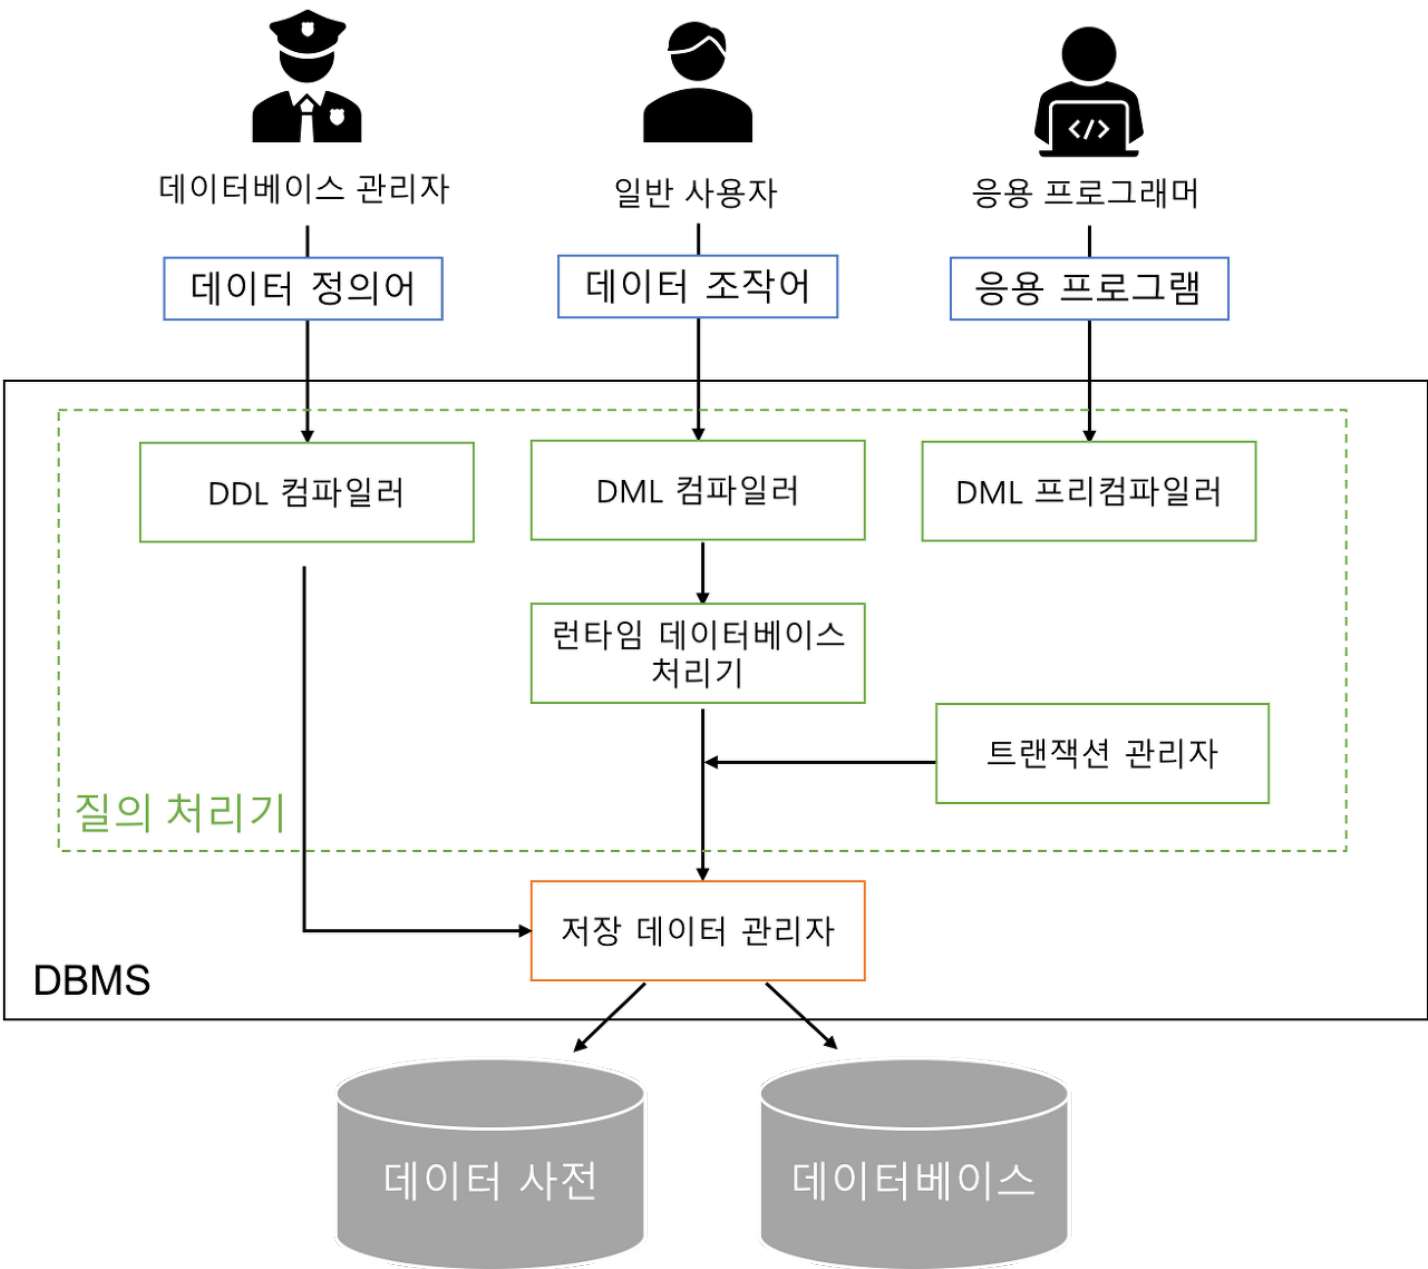 데이터베이스 관리자
일반 사용자
응용 프로그래머
데이터 정의어
데이터 조작어
응용 프로그램
DDL 컴파일러
DML 컴파일러
DML 프리컴파일러
런타임 데이터베이스
처리기
트랜잭션 관리자
질의 처리기
저장 데이터 관리자
DBMS
데이터 사전
데이터베이스